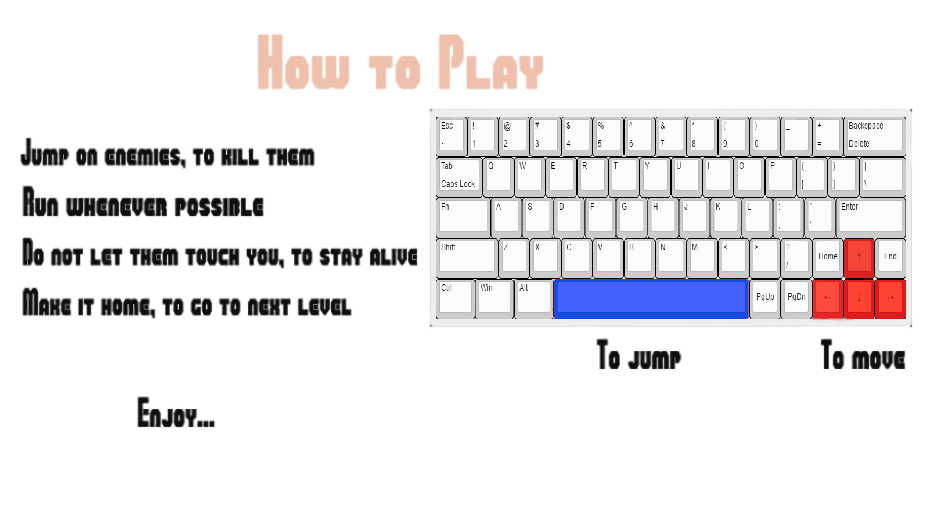 How to Play
Jump on enemies, to kill them
Run whenever possible
Do not let them touch you, to stay alive
Make it home, to go to next level
Enjoy...
Esc ! @ # $ % ^ & * ( ) _ + Backspace
~ 1 2 3 4 5 6 7 8 9 0 = Delete
Tab Q W E R T Y U I O P { } |
Caps Lock [ ] \
Fn A S D F G H J K L : " Enter
Shift Z X C V B N M < > ? Home ↑ End
/
Ctrl Win Alt PgUp PgDn ← ↓ →
To jump To move